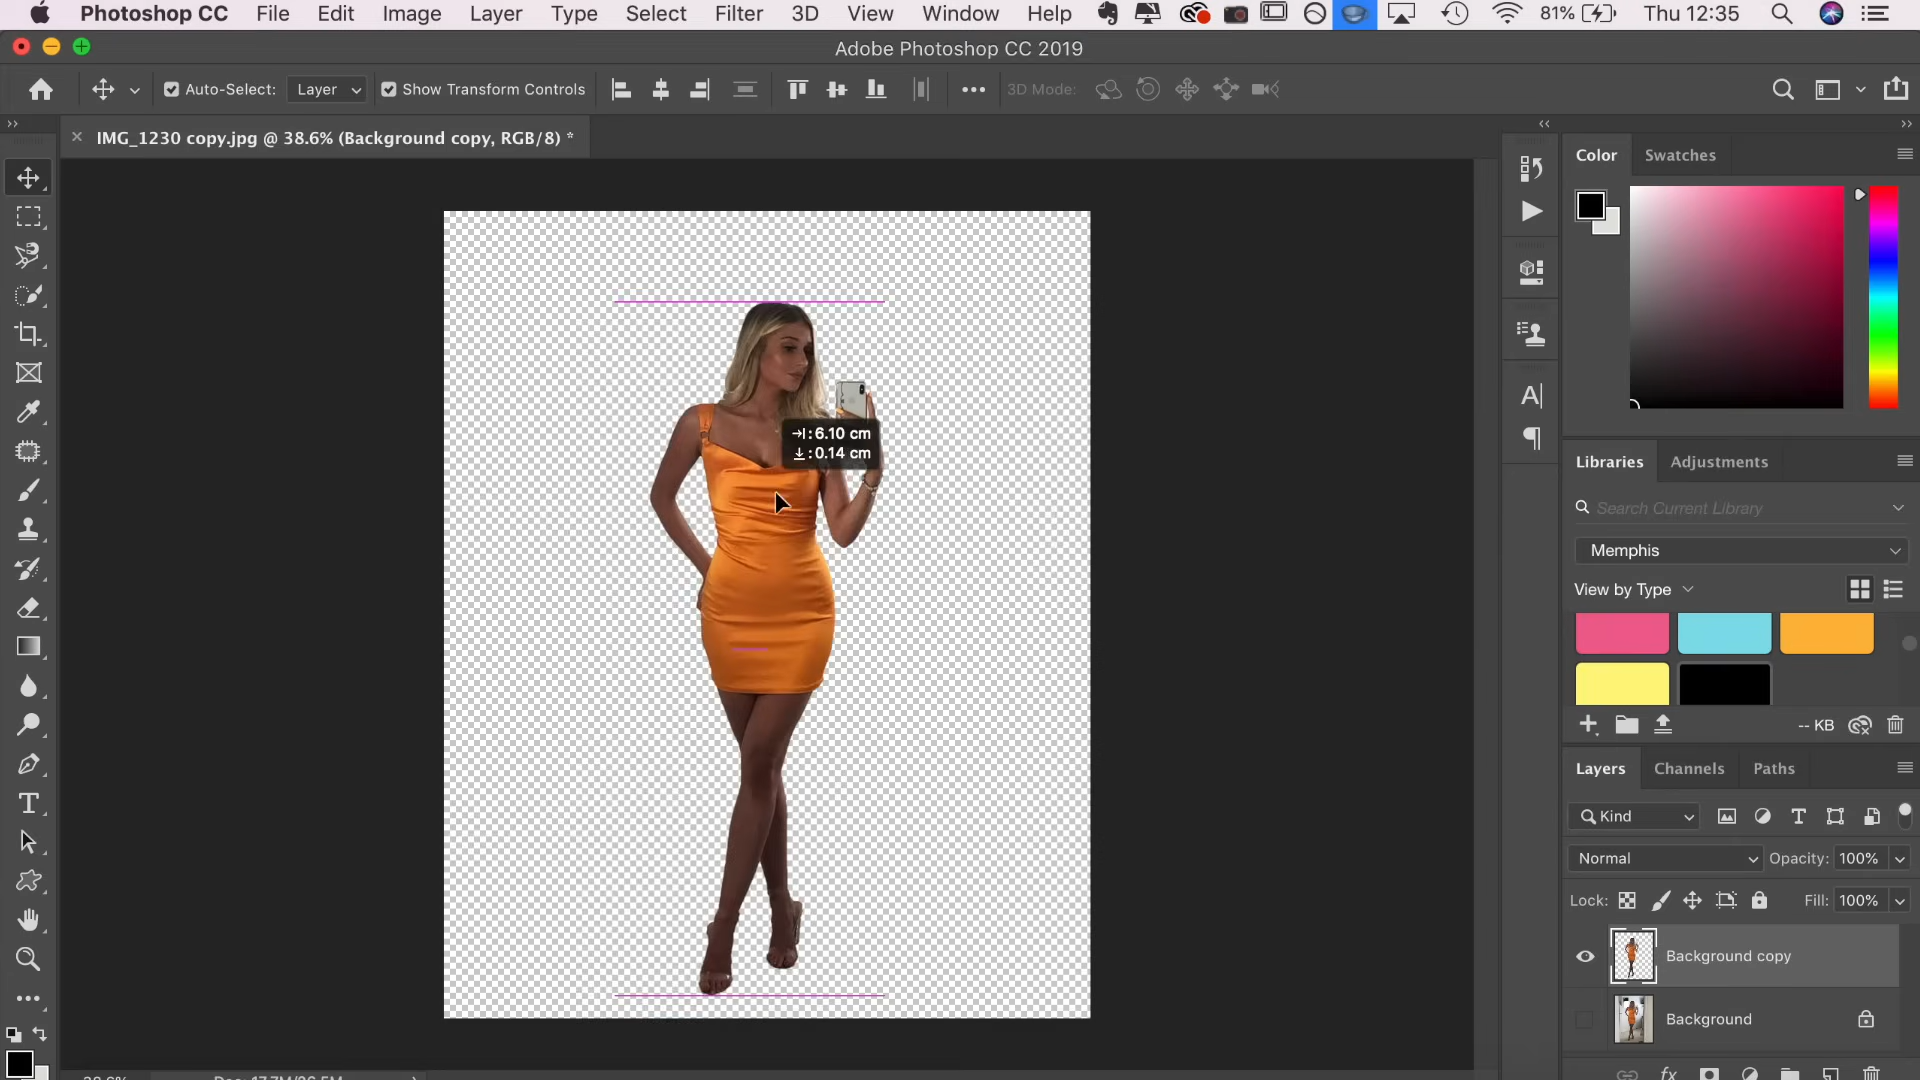 Photoshop CC File Edit Image Layer Type Select Filter 3D View Window Help 81% Thu 12:35
Adobe Photoshop CC 2019
Auto-Select: Layer Show Transform Controls 3D Mode:
IMG_1230 copy.jpg @ 38.6% (Background copy, RGB/8) *
Color Swatches
: 6.10 cm
: 0.14 cm
Libraries Adjustments
Search Current Library
Memphis
View by Type
-- KB
Layers Channels Paths
Kind
Normal Opacity: 100%
Lock: Fill: 100%
Background copy
Background